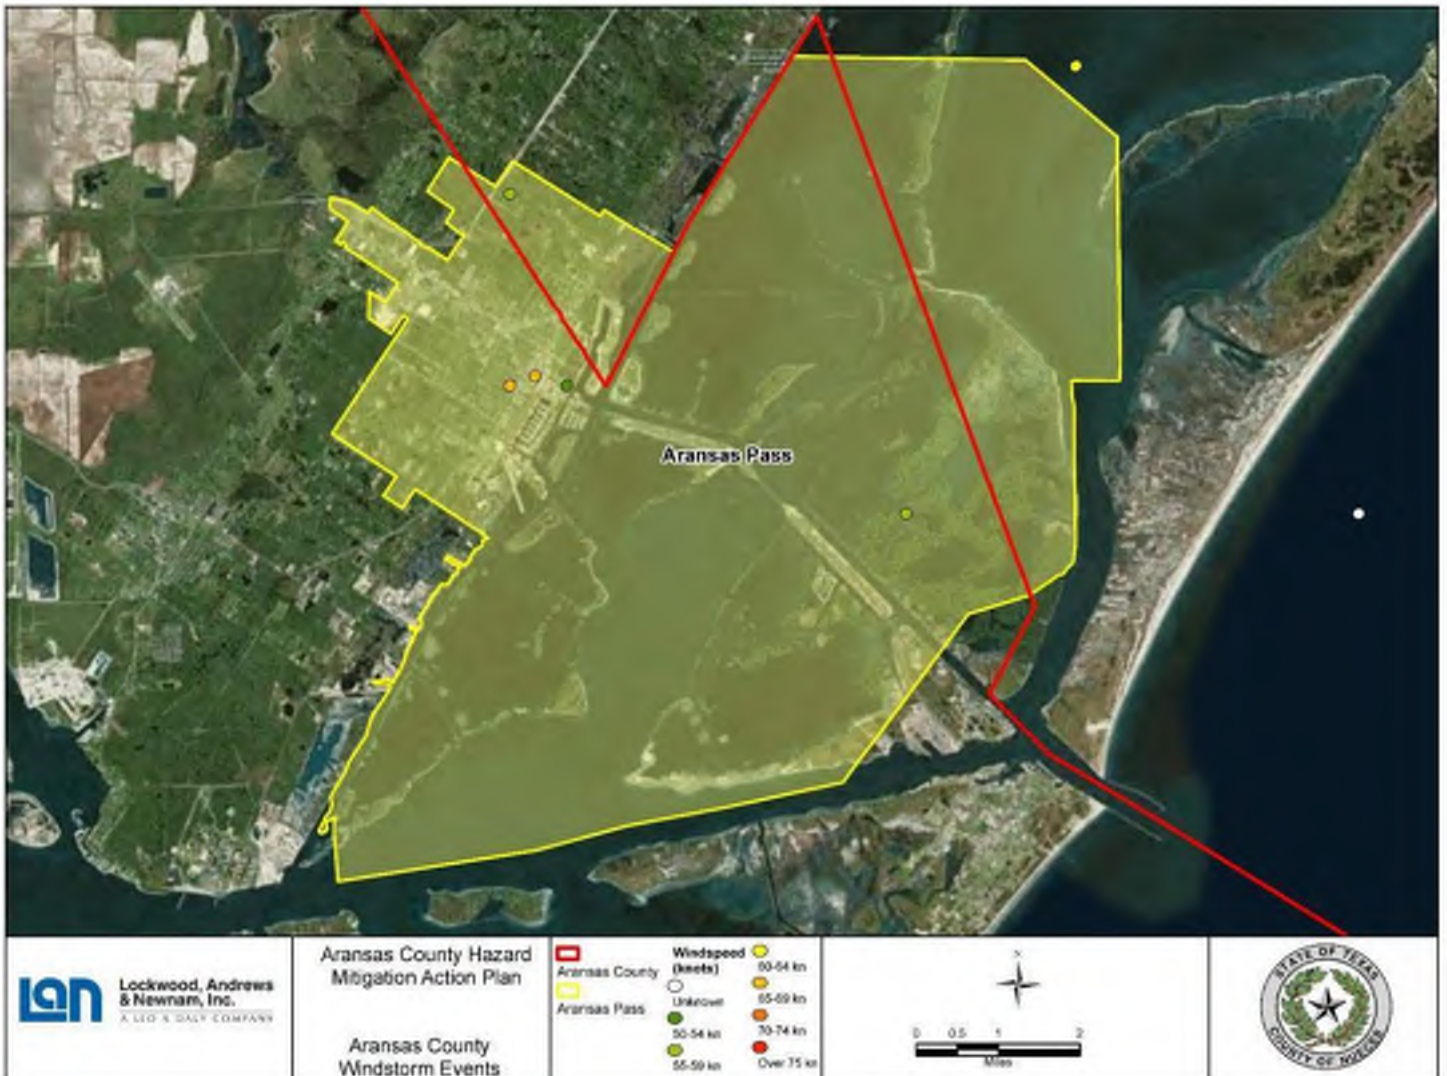 Aransas Pass
LAN
Lockwood, Andrews
& Newnam, Inc.
A LEO A DALY COMPANY
Aransas County Hazard
Mitigation Action Plan
Aransas County
Windstorm Events
Aransas County
Aransas Pass
Windspeed
(knots)
Unknown
50-54 kn
55-59 kn
60-64 kn
65-69 kn
70-74 kn
Over 75 kn
N
0 0.5 1 2
Miles
STATE OF TEXAS
COUNTY OF NUECES